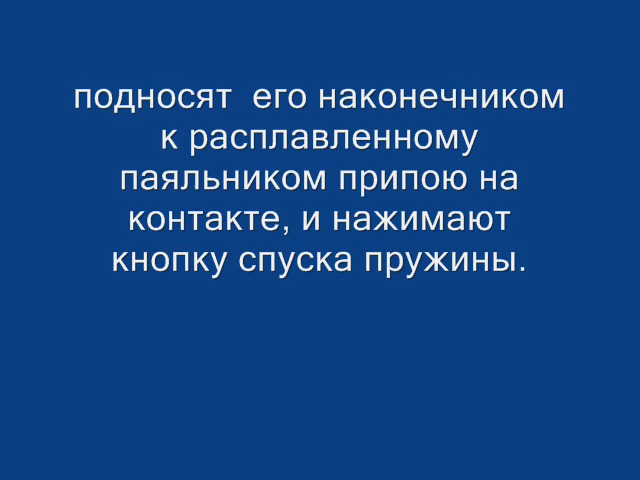 подносят его наконечником
к расплавленному
паяльником припою на
контакте, и нажимают
кнопку спуска пружины.